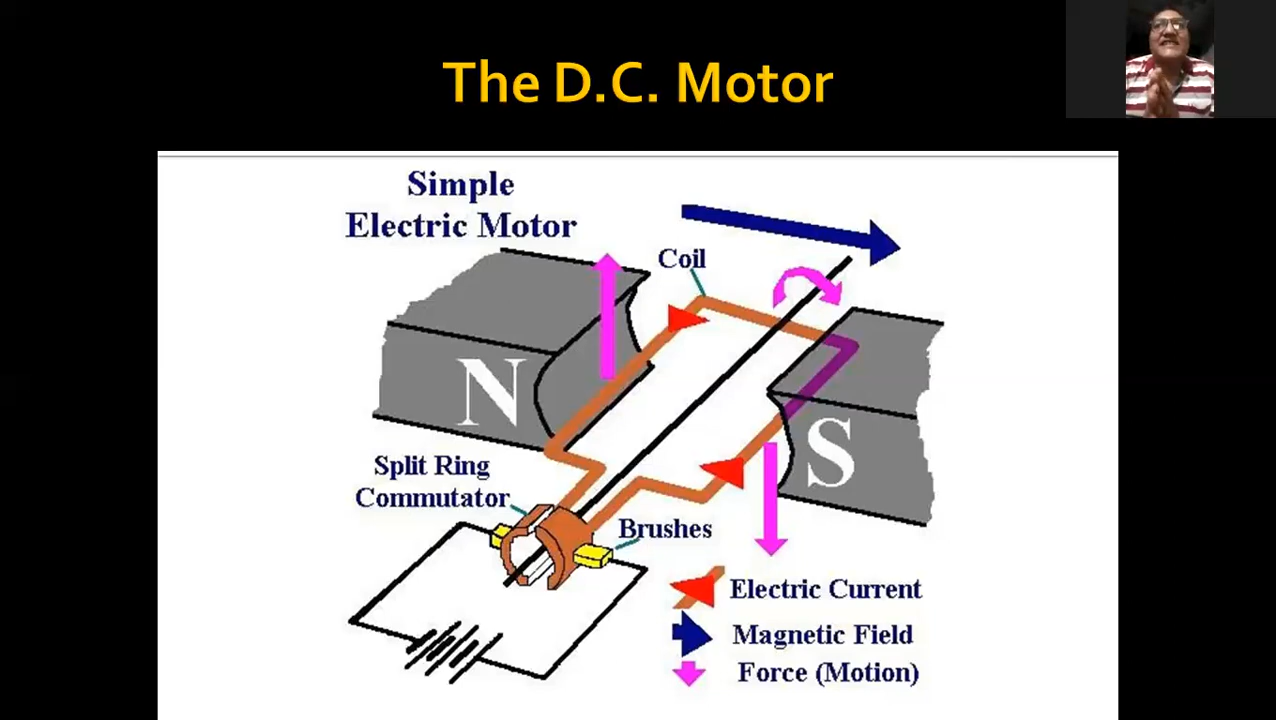 The D.C. Motor
Simple
Electric Motor
Coil
N
S
Split Ring
Commutator
Brushes
Electric Current
Magnetic Field
Force (Motion)